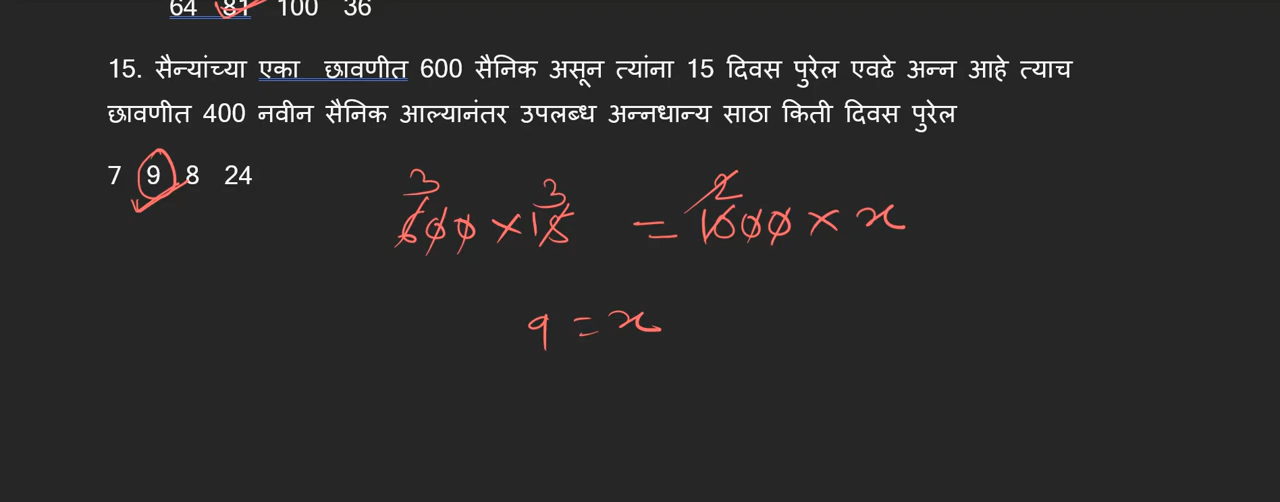 64 81 100 36
15. सैन्यांच्या एका छावणीत 600 सैनिक असून त्यांना 15 दिवस पुरेल एवढे अन्न आहे त्याच
छावणीत 400 नवीन सैनिक आल्यानंतर उपलब्ध अन्नधान्य साठा किती दिवस पुरेल
7 9 8 24
3 3 2
600 × 15 = 1000 × x
9 = x